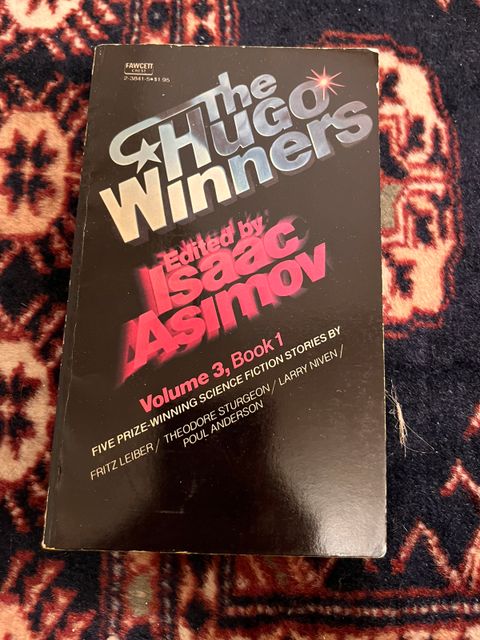 FAWCETT
CREST
2-3841-5•$1.95
The
Hugo
Winners
Edited by
Isaac
Asimov
Volume 3, Book 1
FIVE PRIZE-WINNING SCIENCE FICTION STORIES BY
FRITZ LEIBER / THEODORE STURGEON / LARRY NIVEN /
POUL ANDERSON